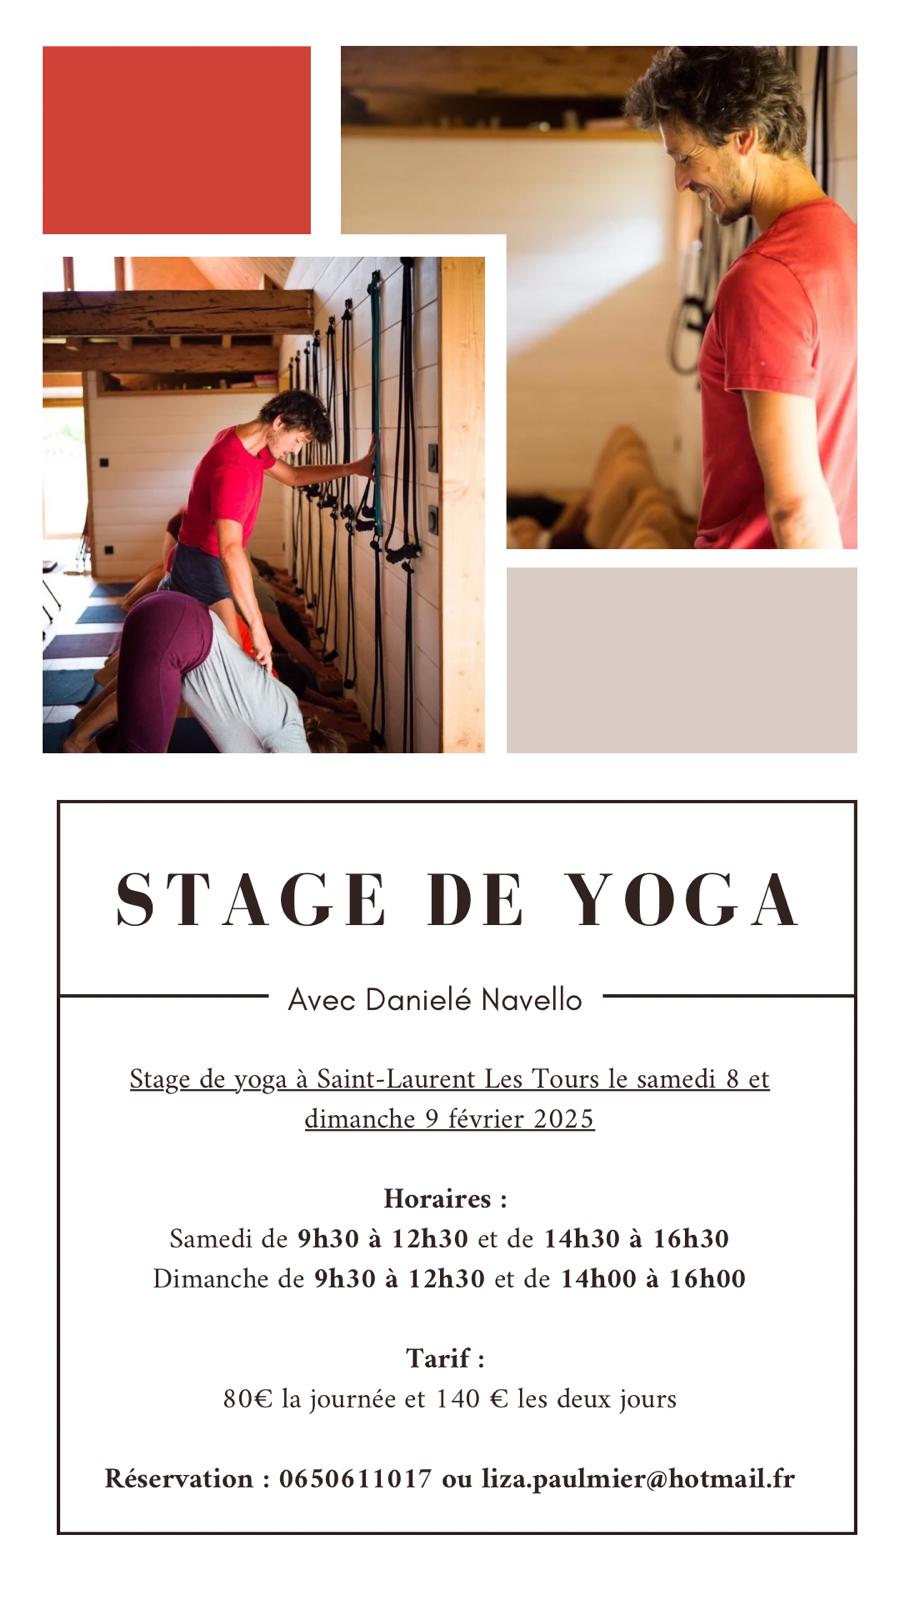 STAGE DE YOGA
Avec Danielé Navello
Stage de yoga à Saint-Laurent Les Tours le samedi 8 et
dimanche 9 février 2025
Horaires :
Samedi de 9h30 à 12h30 et de 14h30 à 16h30
Dimanche de 9h30 à 12h30 et de 14h00 à 16h00
Tarif :
80€ la journée et 140 € les deux jours
Réservation : 0650611017 ou liza.paulmier@hotmail.fr